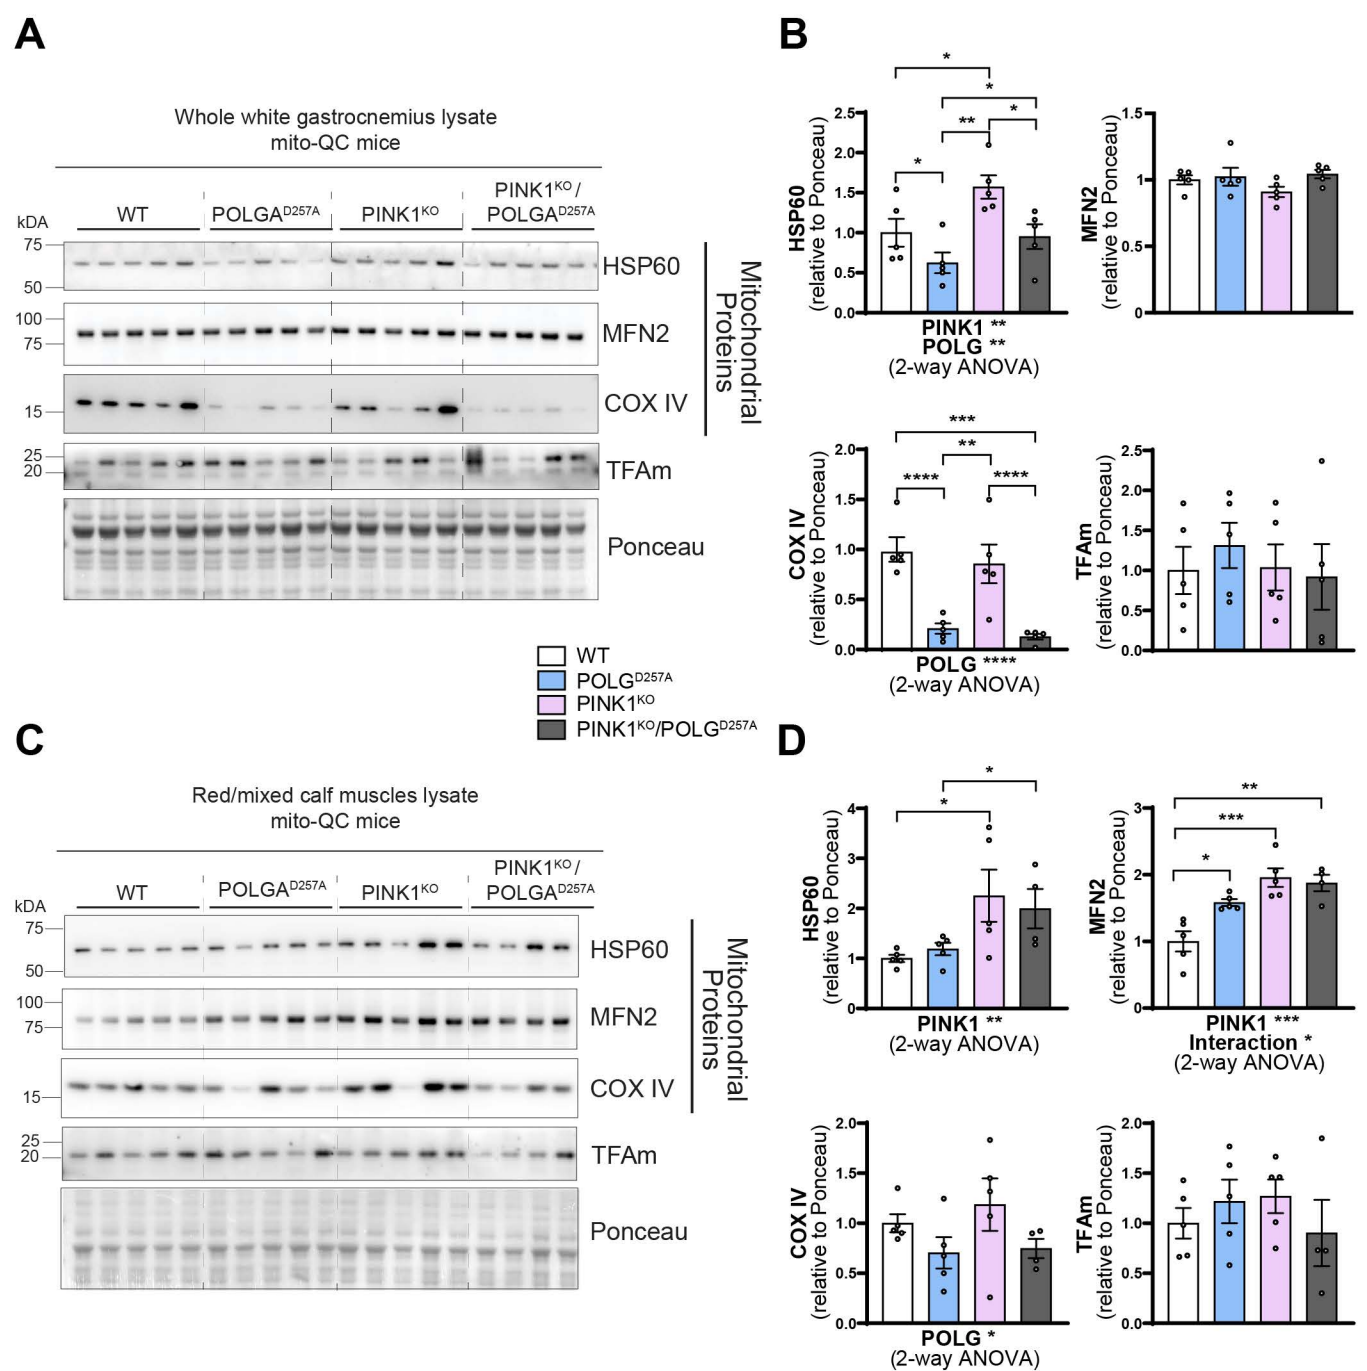 A
Whole white gastrocnemius lysate
mito-QC mice
kDA
WT
POLGA^D257A
PINK1^KO
PINK1^KO /
POLGA^D257A
75
50
HSP60
100
75
MFN2
15
COX IV
25
20
TFAm
Ponceau
Mitochondrial
Proteins
WT
POLG^D257A
PINK1^KO
PINK1^KO/POLG^D257A
B
HSP60
(relative to Ponceau)
2.5
2.0
1.5
1.0
0.5
0.0
*
*
*
**
*
PINK1 **
POLG **
(2-way ANOVA)
MFN2
(relative to Ponceau)
1.5
1.0
0.5
0
COX IV
(relative to Ponceau)
2.0
1.5
1.0
0.5
0.0
***
**
****
****
POLG ****
(2-way ANOVA)
TFAm
(relative to Ponceau)
2.5
2.0
1.5
1.0
0.5
0.0
C
Red/mixed calf muscles lysate
mito-QC mice
kDA
WT
POLGA^D257A
PINK1^KO
PINK1^KO /
POLGA^D257A
75
50
HSP60
100
75
MFN2
15
COX IV
25
20
TFAm
Ponceau
Mitochondrial
Proteins
D
HSP60
(relative to Ponceau)
4
3
2
1
0
*
*
PINK1 **
(2-way ANOVA)
MFN2
(relative to Ponceau)
3
2
1
0
**
***
*
PINK1 ***
Interaction *
(2-way ANOVA)
COX IV
(relative to Ponceau)
2.0
1.5
1.0
0.5
0.0
POLG *
(2-way ANOVA)
TFAm
(relative to Ponceau)
2.0
1.5
1.0
0.5
0.0